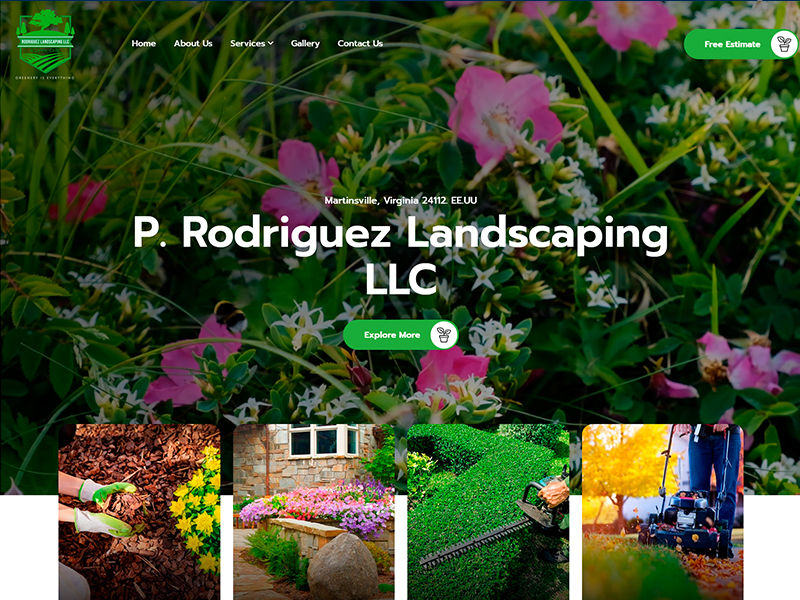 RODRIGUEZ LANDSCAPING LLC
GREENERY IS EVERYTHING
Home About Us Services Gallery Contact Us
Free Estimate
Martinsville, Virginia 24112. EE.UU
P. Rodriguez Landscaping
LLC
Explore More